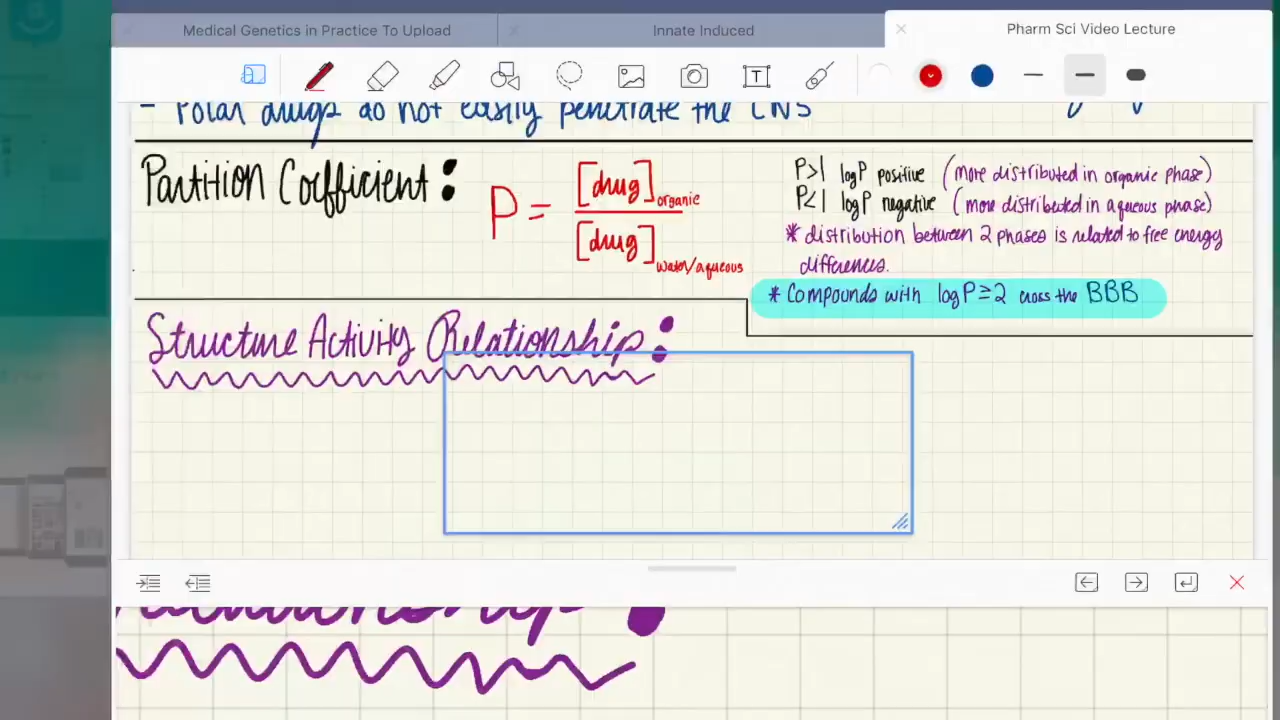 Medical Genetics in Practice To Upload
Innate Induced
Pharm Sci Video Lecture
- Polar drugs do not easily penetrate the CNS
Partition Coefficient:
P = [drug] organic
[drug] water/aqueous
P>1 logP positive (more distributed in organic phase)
P<1 logP negative (more distributed in aqueous phase)
* distribution between 2 phases is related to free energy
differences.
* Compounds with logP≥2 cross the BBB
Structure Activity Relationship:
Relationship: